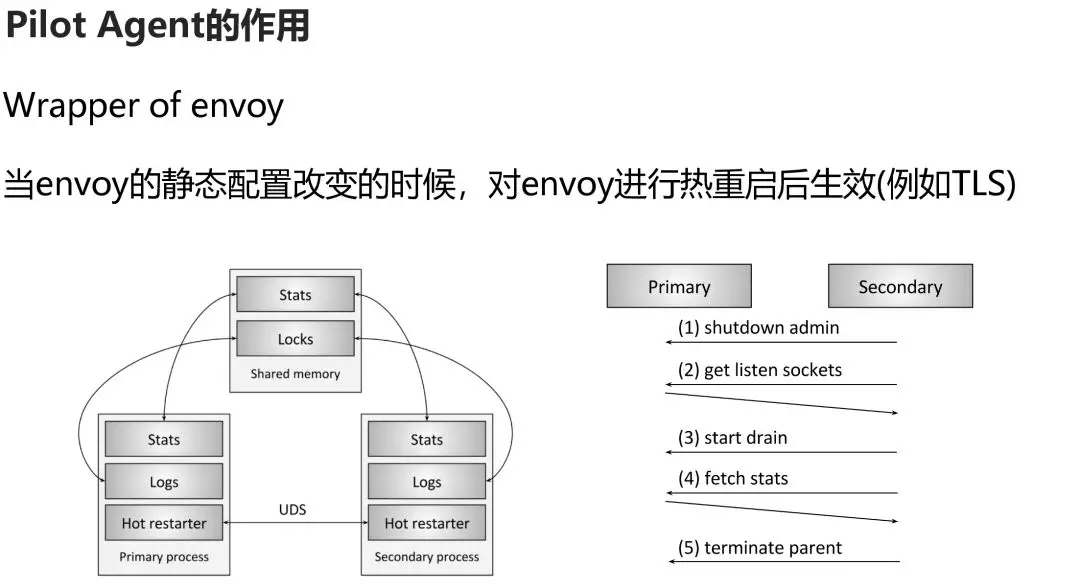 Pilot Agent的作用
Wrapper of envoy
当envoy的静态配置改变的时候，对envoy进行热重启后生效(例如TLS)
Stats
Locks
Shared memory
Stats
Logs
Hot restarter
Primary process
UDS
Stats
Logs
Hot restarter
Secondary process
Primary
Secondary
(1) shutdown admin
(2) get listen sockets
(3) start drain
(4) fetch stats
(5) terminate parent